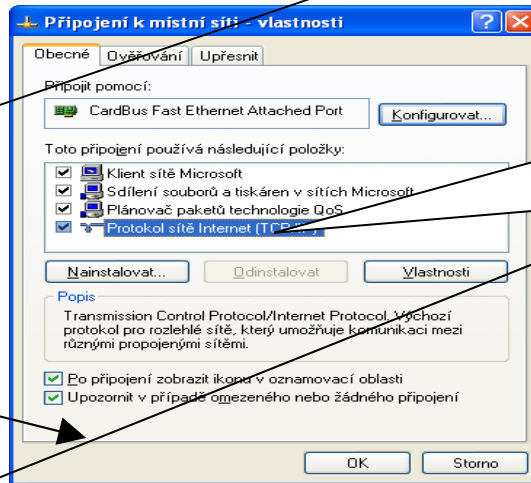 Připojení k místní síti - vlastnosti
Obecné Ověřování Upřesnit
Připojit pomocí:
CardBus Fast Ethernet Attached Port Konfigurovat...
Toto připojení používá následující položky:
Klient sítě Microsoft
Sdílení souborů a tiskáren v sítích Microsoft
Plánovač paketů technologie QoS
Protokol sítě Internet (TCP/IP)
Nainstalovat... Odinstalovat Vlastnosti
Popis
Transmission Control Protocol/Internet Protocol. Výchozí
protokol pro rozlehlé sítě, který umožňuje komunikaci mezi
různými propojenými sítěmi.
Po připojení zobrazit ikonu v oznamovací oblasti
Upozornit v případě omezeného nebo žádného připojení
OK Storno